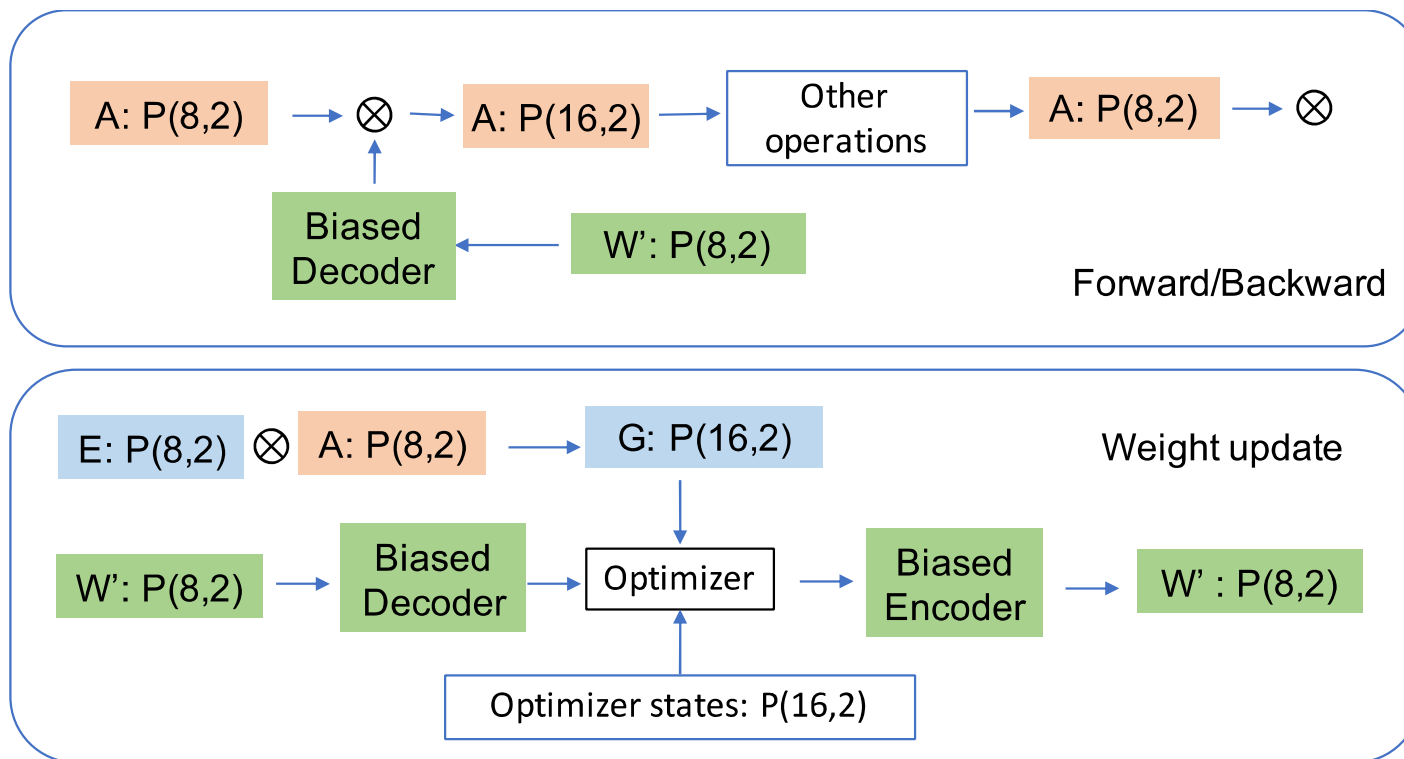 A: P(8,2)
A: P(16,2)
Other
operations
A: P(8,2)
Biased
Decoder
W’: P(8,2)
Forward/Backward
E: P(8,2)
A: P(8,2)
G: P(16,2)
Weight update
W’: P(8,2)
Biased
Decoder
Optimizer
Biased
Encoder
W’ : P(8,2)
Optimizer states: P(16,2)